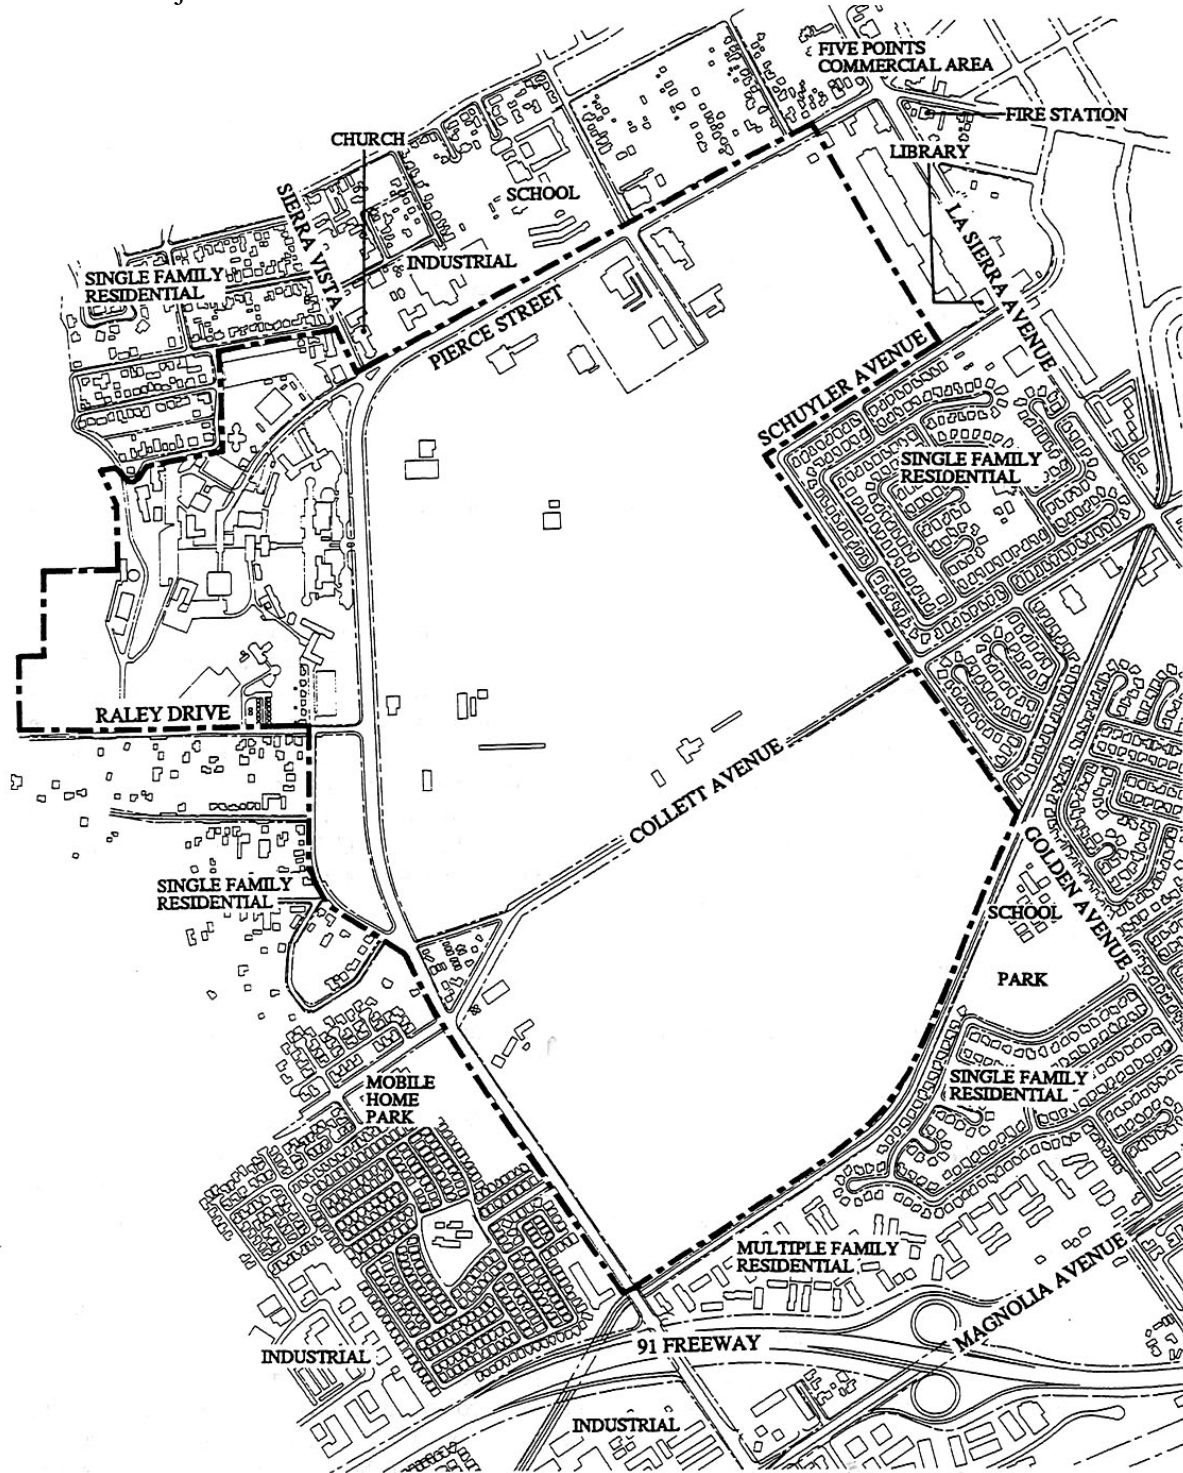 FIVE POINTS
COMMERCIAL AREA
FIRE STATION
CHURCH
LIBRARY
SCHOOL
SIERRA VISTA
LA SIERRA AVENUE
INDUSTRIAL
SINGLE FAMILY
RESIDENTIAL
PIERCE STREET
SCHUYLER AVENUE
SINGLE FAMILY
RESIDENTIAL
RALEY DRIVE
COLLETT AVENUE
GOLDEN AVENUE
SINGLE FAMILY
RESIDENTIAL
SCHOOL
PARK
MOBILE
HOME
PARK
SINGLE FAMILY
RESIDENTIAL
MULTIPLE FAMILY
RESIDENTIAL
MAGNOLIA AVENUE
91 FREEWAY
INDUSTRIAL
INDUSTRIAL